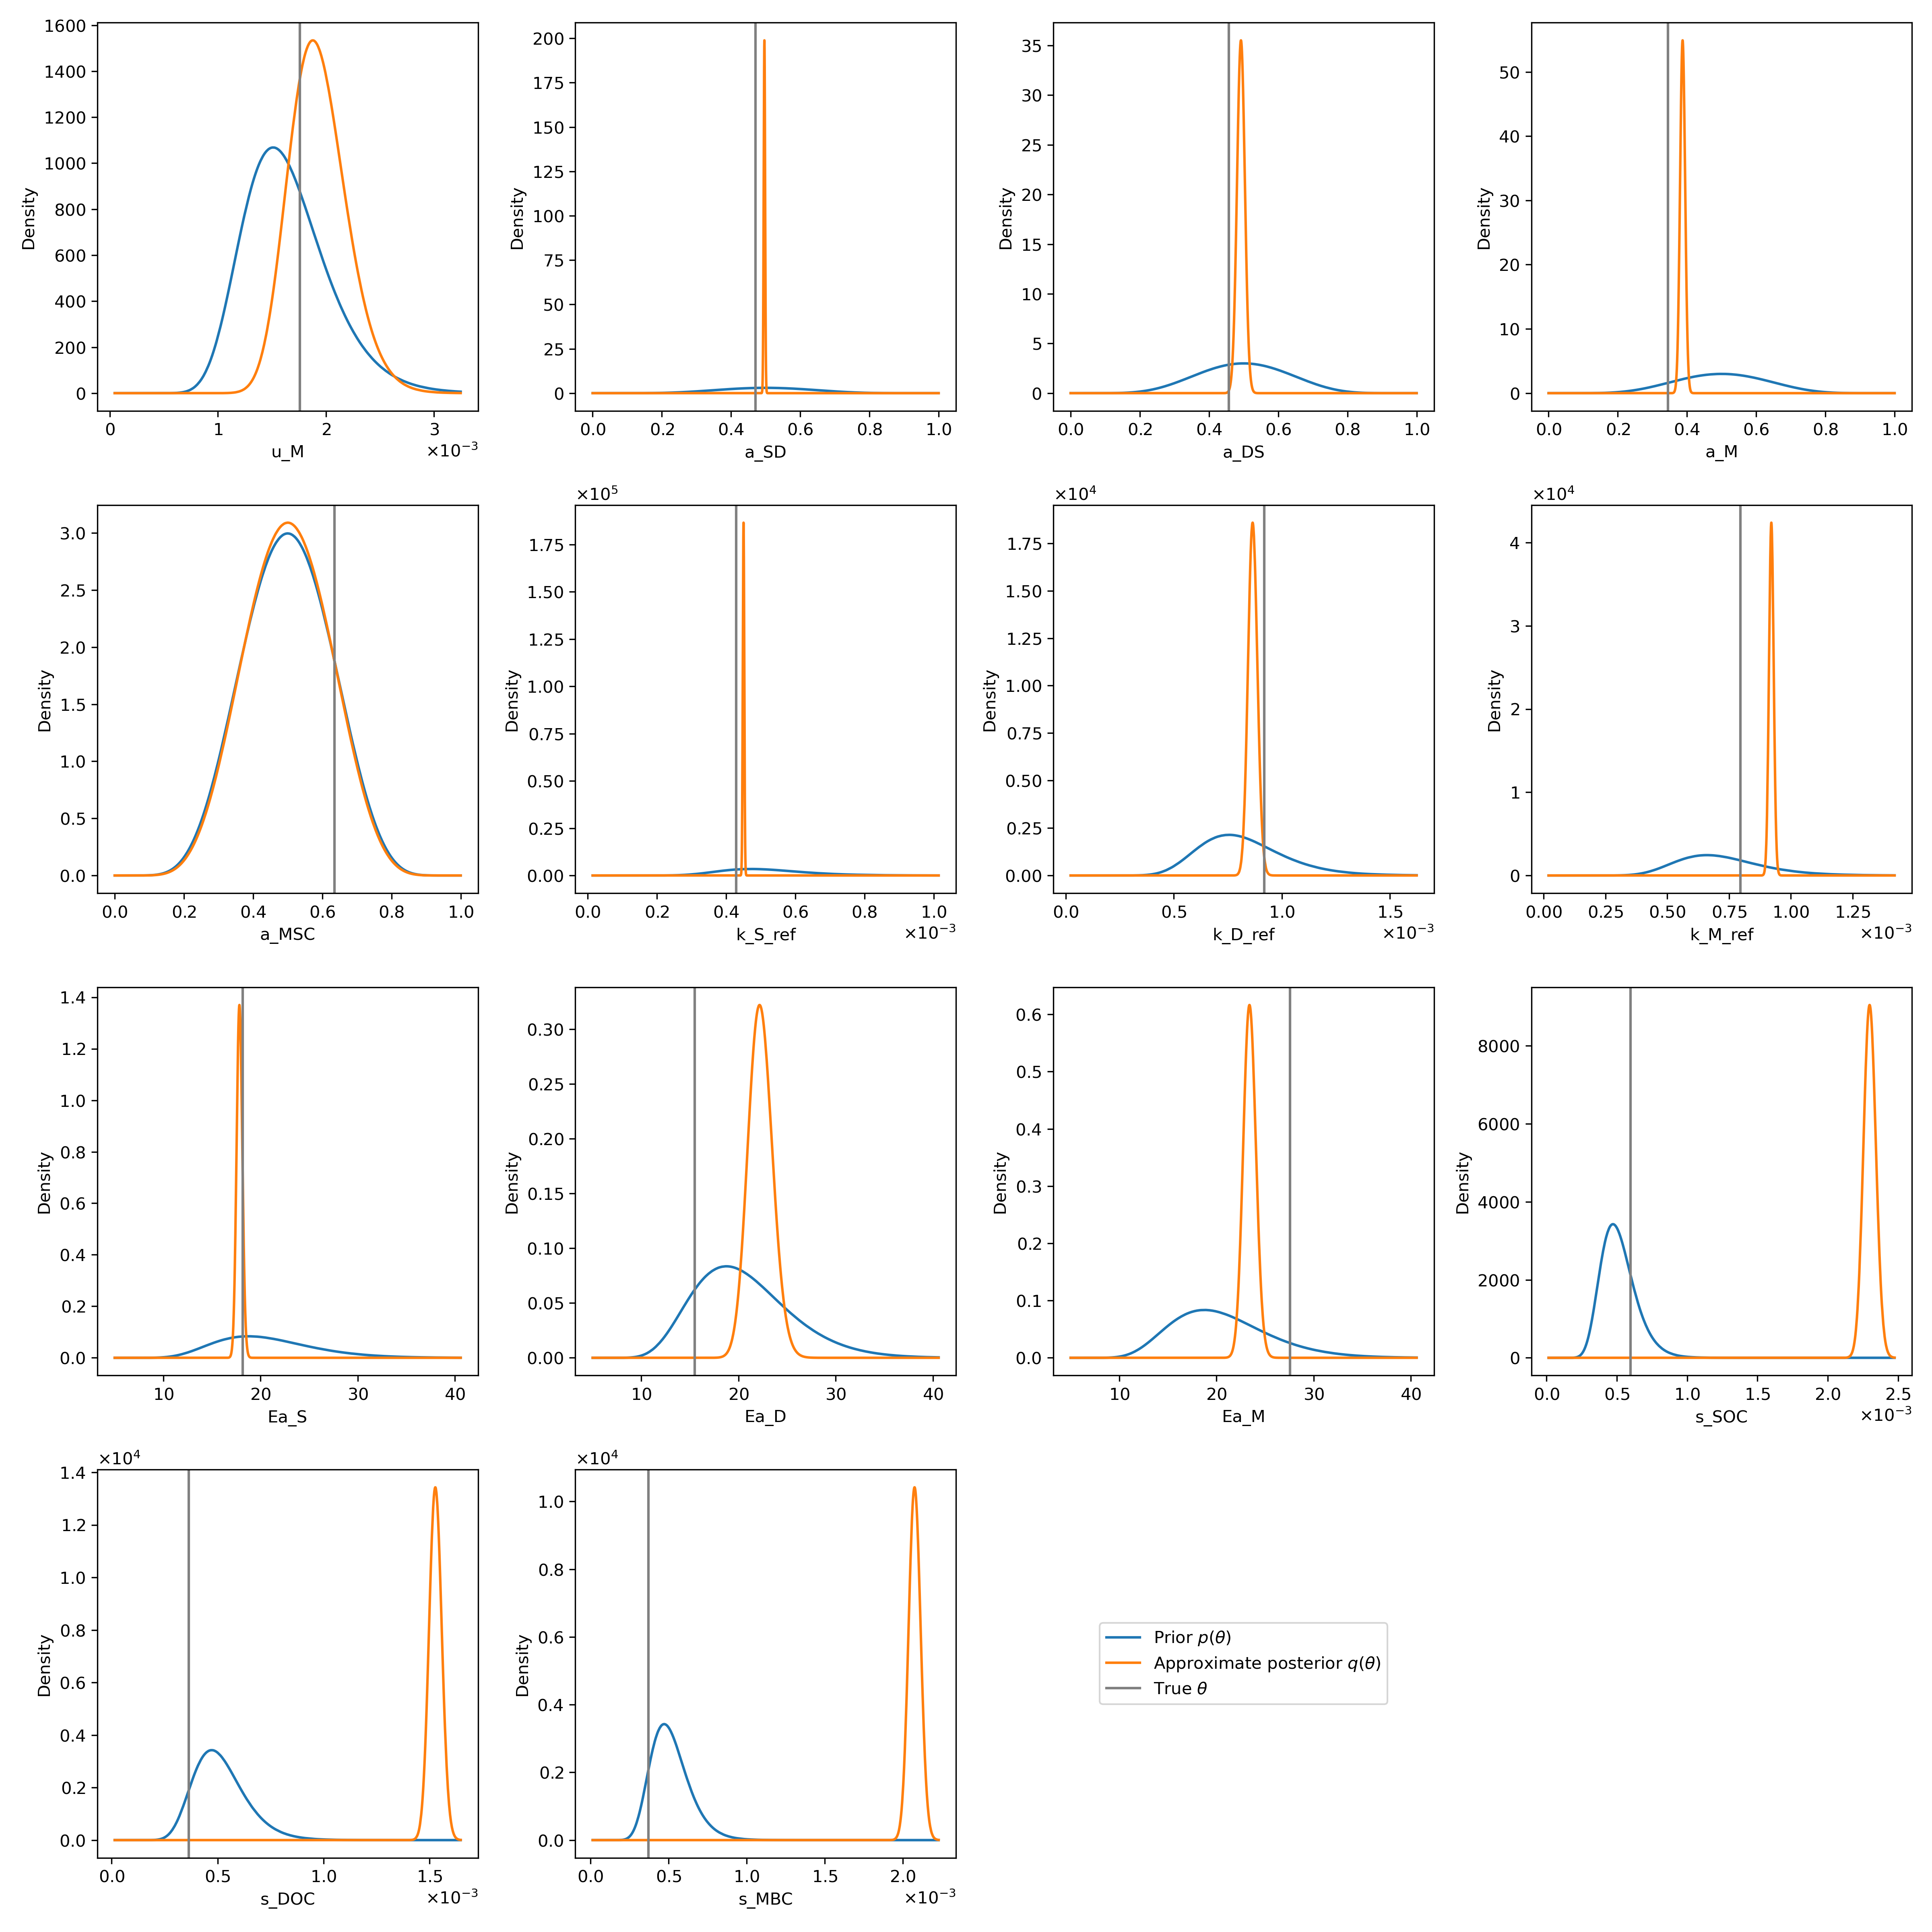 1600
1400
1200
1000
800
600
400
200
0
Density
0 1 2 3
u_M ×10⁻³
200
175
150
125
100
75
50
25
0
Density
0.0 0.2 0.4 0.6 0.8 1.0
a_SD
35
30
25
20
15
10
5
0
Density
0.0 0.2 0.4 0.6 0.8 1.0
a_DS
50
40
30
20
10
0
Density
0.0 0.2 0.4 0.6 0.8 1.0
a_M
3.0
2.5
2.0
1.5
1.0
0.5
0.0
Density
0.0 0.2 0.4 0.6 0.8 1.0
a_MSC
×10⁵
1.75
1.50
1.25
1.00
0.75
0.50
0.25
0.00
Density
0.0 0.2 0.4 0.6 0.8 1.0
k_S_ref ×10⁻³
×10⁴
1.75
1.50
1.25
1.00
0.75
0.50
0.25
0.00
Density
0.0 0.5 1.0 1.5
k_D_ref ×10⁻³
×10⁴
4
3
2
1
0
Density
0.00 0.25 0.50 0.75 1.00 1.25
k_M_ref ×10⁻³
1.4
1.2
1.0
0.8
0.6
0.4
0.2
0.0
Density
10 20 30 40
Ea_S
0.30
0.25
0.20
0.15
0.10
0.05
0.00
Density
10 20 30 40
Ea_D
0.6
0.5
0.4
0.3
0.2
0.1
0.0
Density
10 20 30 40
Ea_M
8000
6000
4000
2000
0
Density
0.0 0.5 1.0 1.5 2.0 2.5
s_SOC ×10⁻³
×10⁴
1.4
1.2
1.0
0.8
0.6
0.4
0.2
0.0
Density
0.0 0.5 1.0 1.5
s_DOC ×10⁻³
×10⁴
1.0
0.8
0.6
0.4
0.2
0.0
Density
0.0 0.5 1.0 1.5 2.0
s_MBC ×10⁻³
Prior p(θ)
Approximate posterior q(θ)
True θ